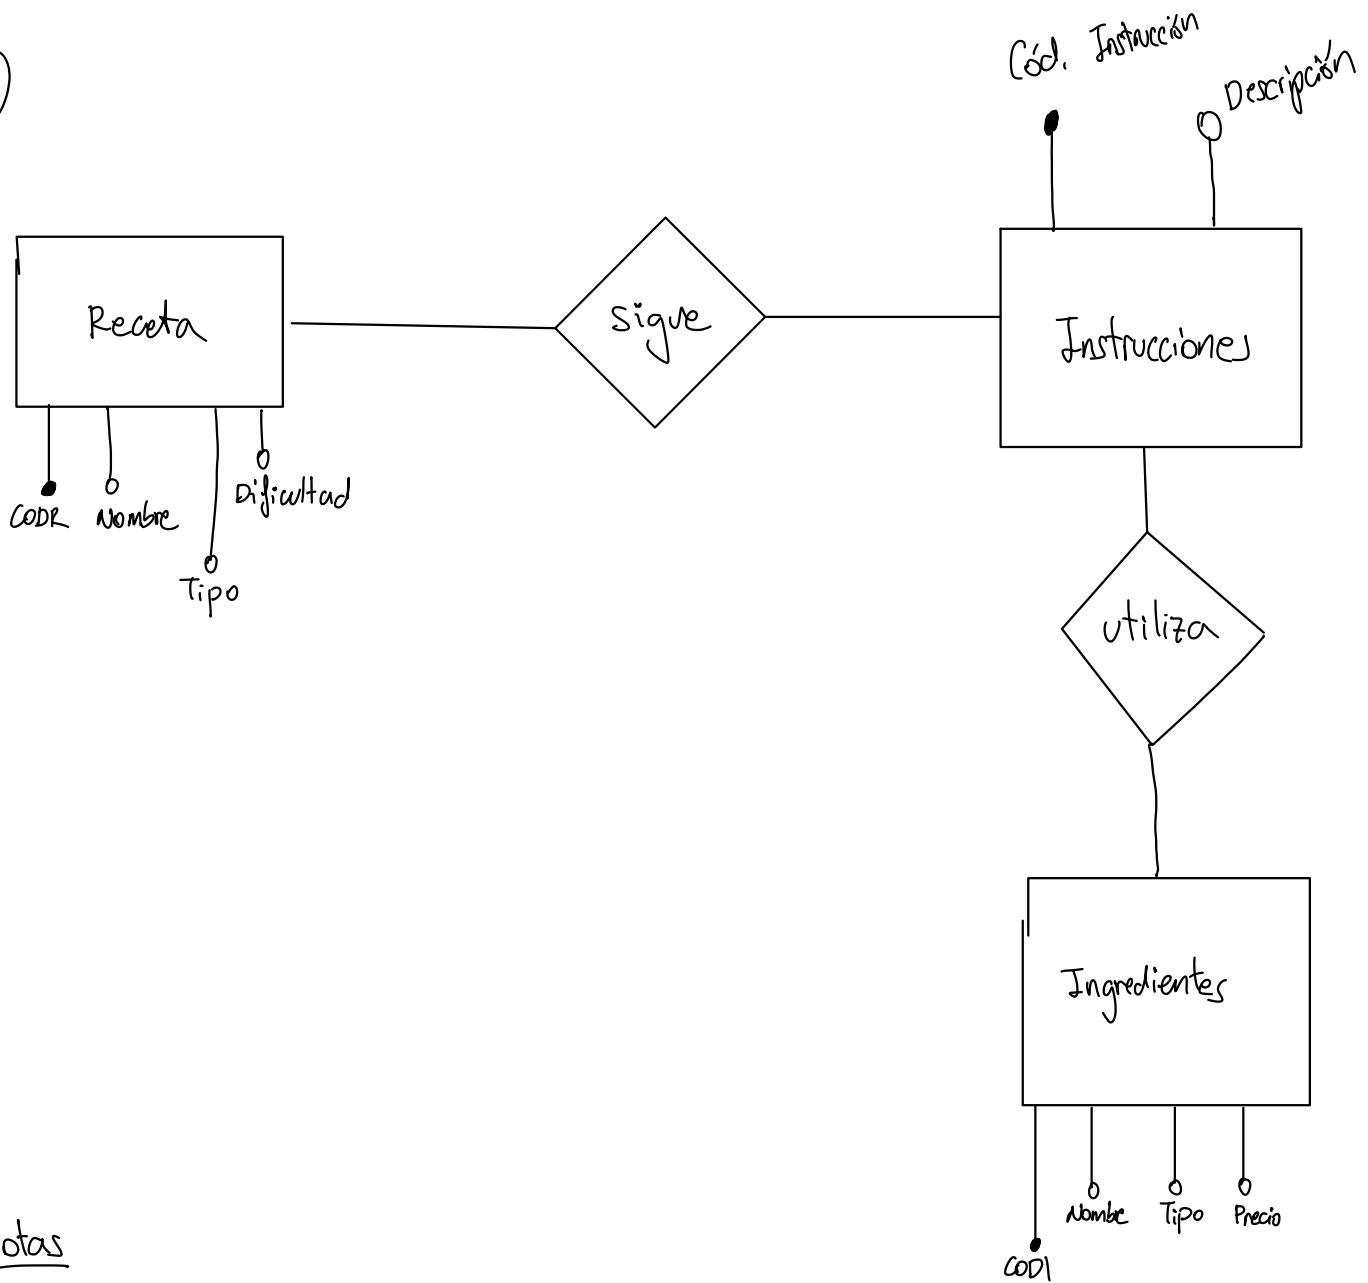 Cód. Instrucción
Descripción
Receta
sigue
Instrucciones
CODR
Nombre
Dificultad
Tipo
utiliza
Ingredientes
Nombre
Tipo
Precio
CODI
otas